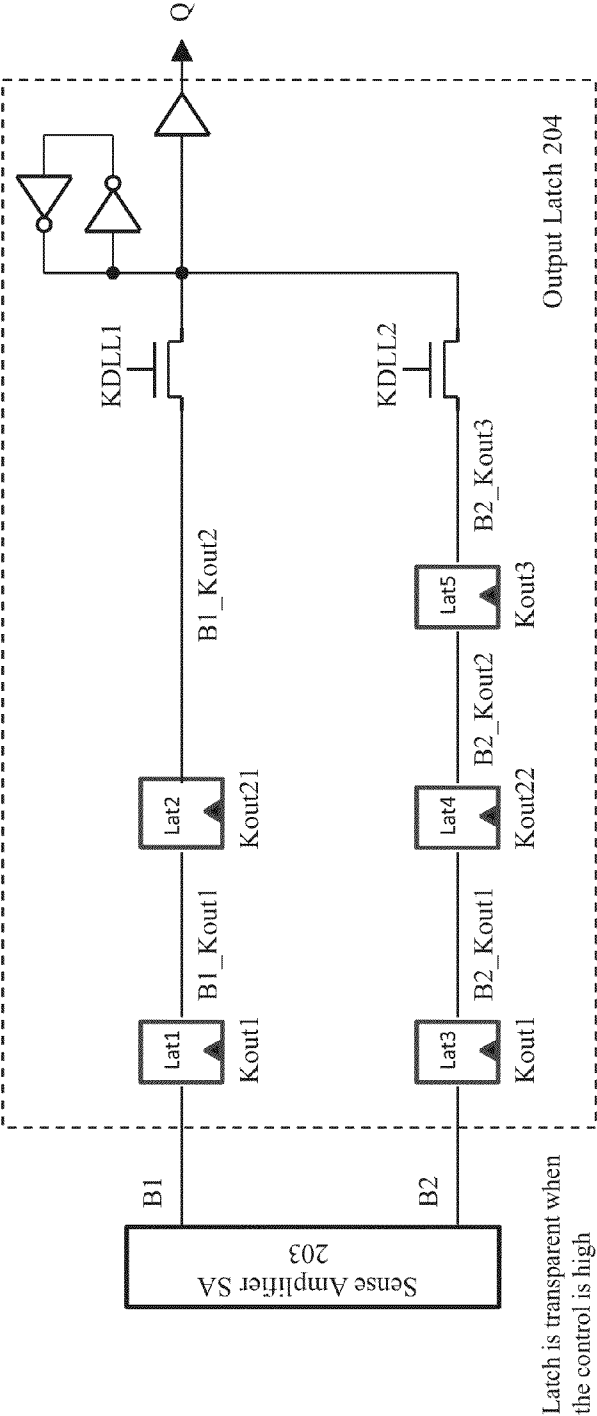 Sense Amplifier SA
203
B1
Lat1
Kout1
B1_Kout1
Lat2
Kout21
B1_Kout2
KDLL1
Q
B2
Lat3
Kout1
B2_Kout1
Lat4
Kout22
B2_Kout2
Lat5
Kout3
B2_Kout3
KDLL2
Output Latch 204
Latch is transparent when
the control is high